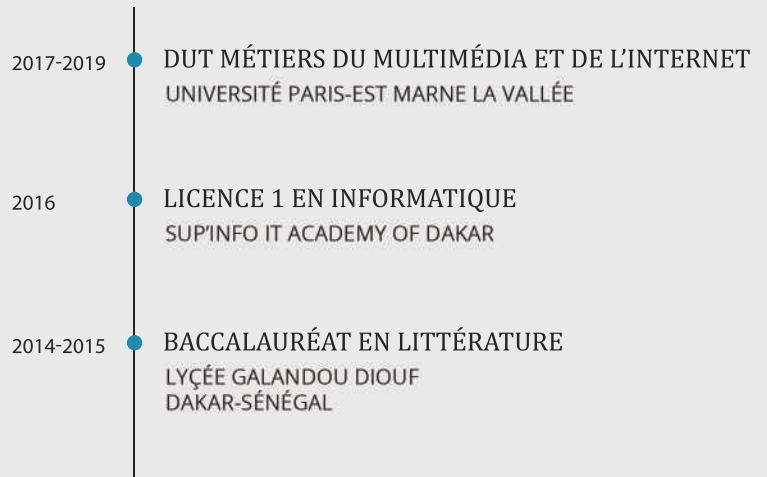 2017-2019 DUT MÉTIERS DU MULTIMÉDIA ET DE L’INTERNET
UNIVERSITÉ PARIS-EST MARNE LA VALLÉE
2016 LICENCE 1 EN INFORMATIQUE
SUP’INFO IT ACADEMY OF DAKAR
2014-2015 BACCALAURÉAT EN LITTÉRATURE
LYÇÉE GALANDOU DIOUF
DAKAR-SÉNÉGAL